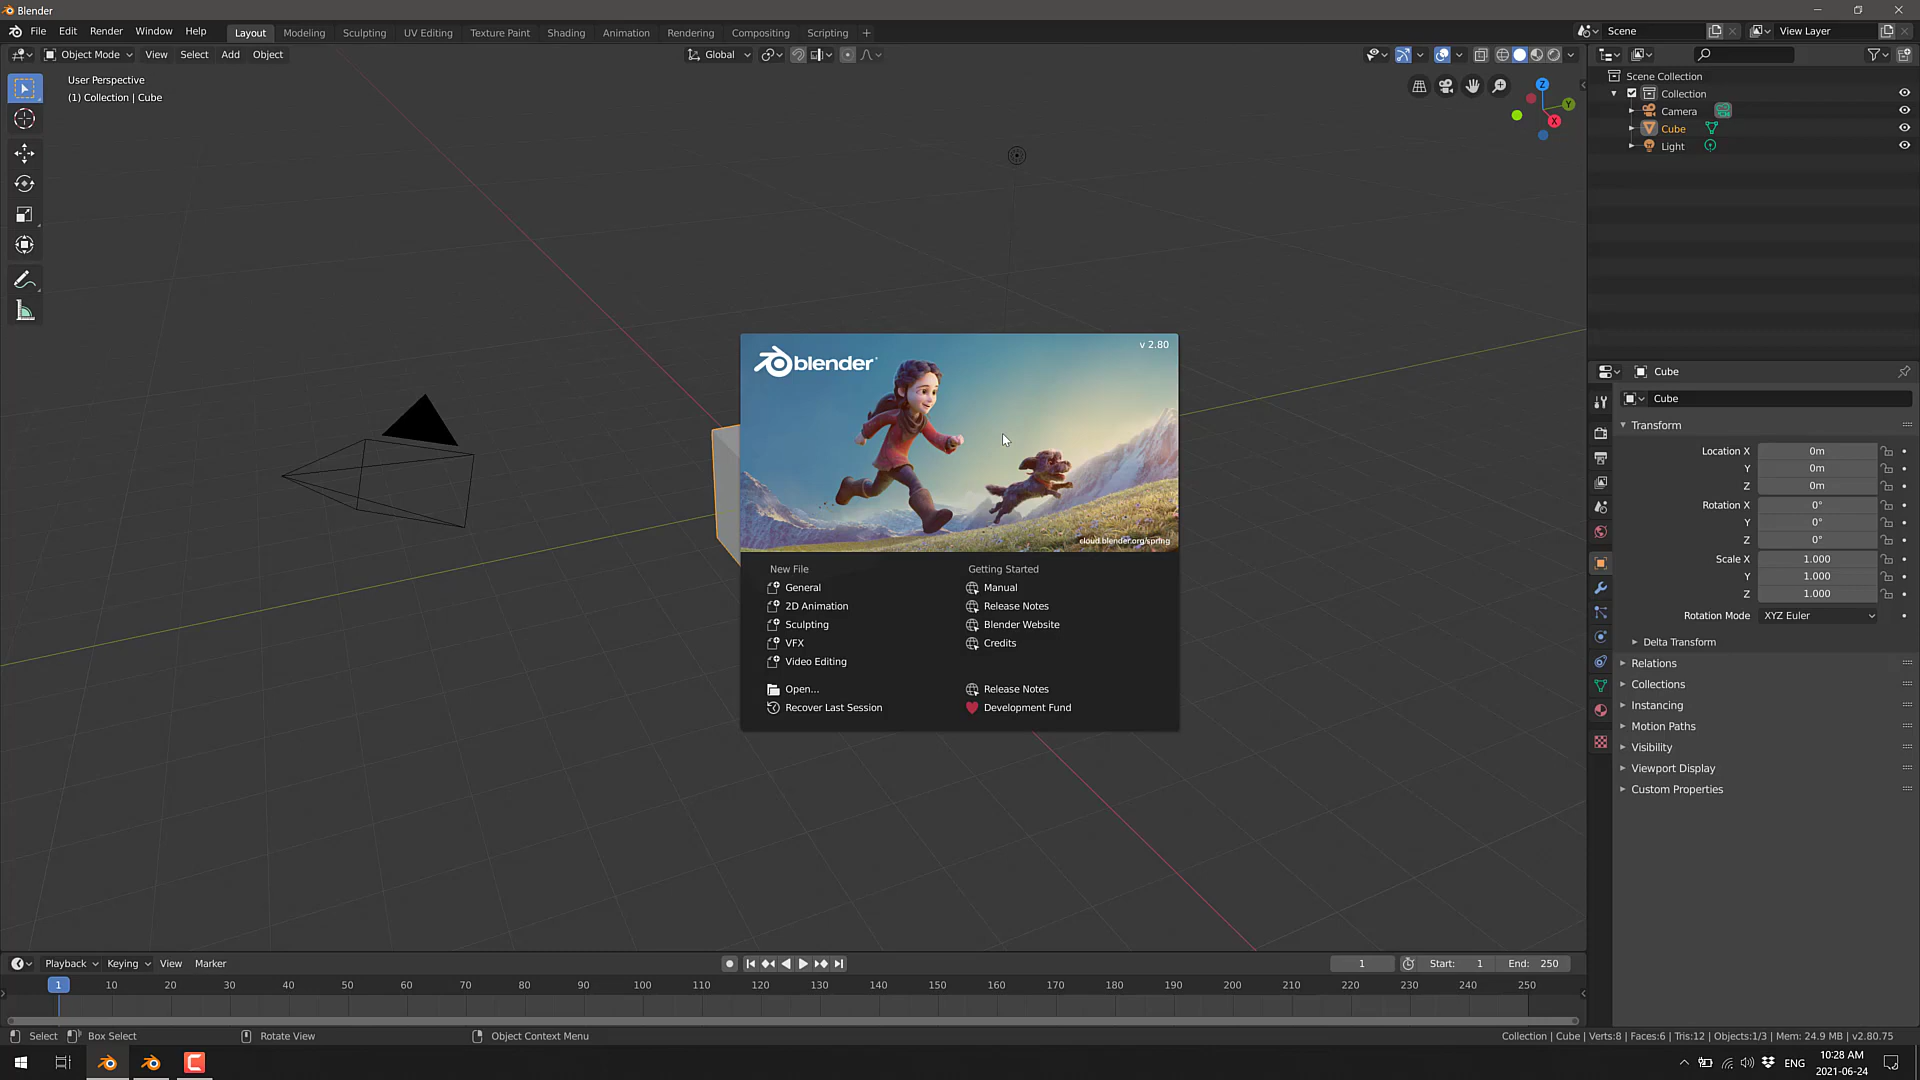 Blender
File Edit Render Window Help Layout Modeling Sculpting UV Editing Texture Paint Shading Animation Rendering Compositing Scripting + Scene View Layer
Object Mode View Select Add Object Global
User Perspective
(1) Collection | Cube
Z
Y
X
Scene Collection
Collection
Camera
Cube
Light
blender
v 2.80
cloud.blender.org/spring
New File
General
2D Animation
Sculpting
VFX
Video Editing
Open...
Recover Last Session
Getting Started
Manual
Release Notes
Blender Website
Credits
Release Notes
Development Fund
Cube
Cube
Transform
Location X 0m
Y 0m
Z 0m
Rotation X 0°
Y 0°
Z 0°
Scale X 1.000
Y 1.000
Z 1.000
Rotation Mode XYZ Euler
Delta Transform
Relations
Collections
Instancing
Motion Paths
Visibility
Viewport Display
Custom Properties
Playback Keying View Marker 1 Start: 1 End: 250
1 10 20 30 40 50 60 70 80 90 100 110 120 130 140 150 160 170 180 190 200 210 220 230 240 250
Select Box Select Rotate View Object Context Menu Collection | Cube | Verts:8 | Faces:6 | Tris:12 | Objects:1/3 | Mem: 24.9 MB | v2.80.75
ENG
10:28 AM
2021-06-24